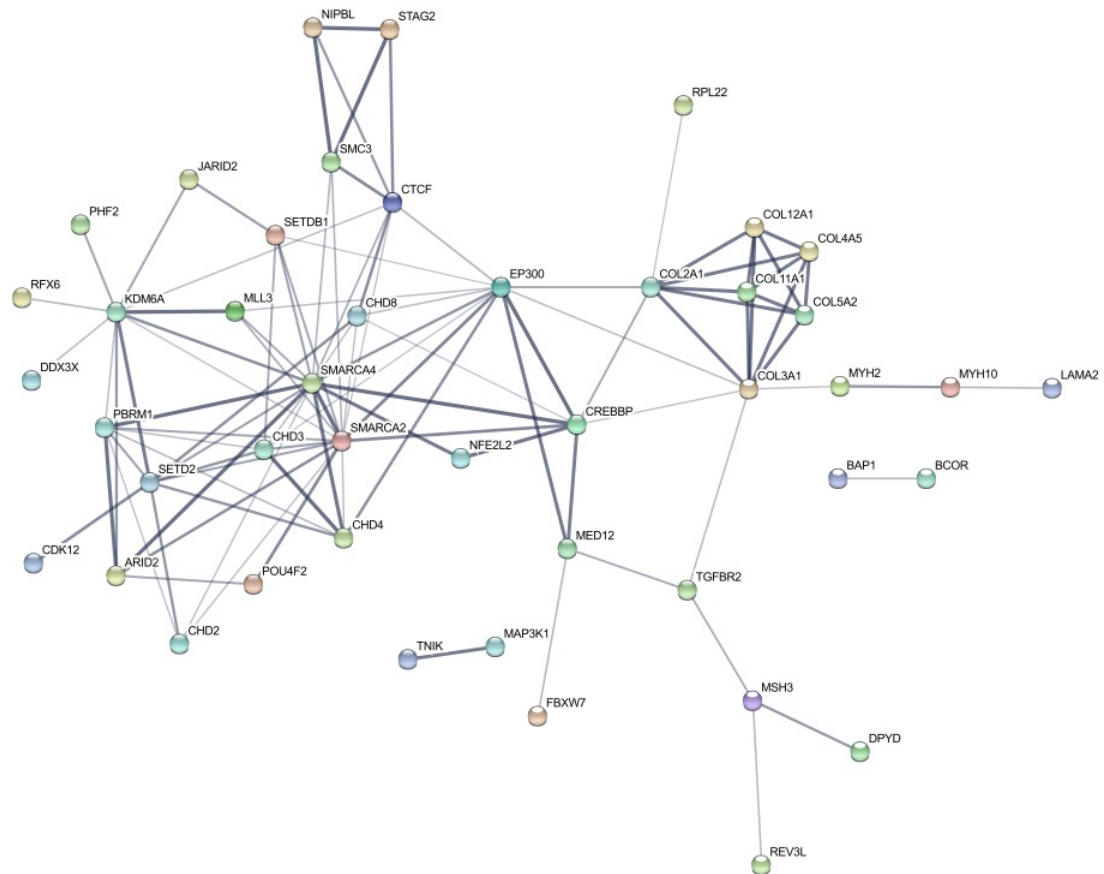 NIPBL
STAG2
RPL22
SMC3
JARID2
CTCF
PHF2
SETDB1
COL12A1
COL4A5
EP300
COL2A1
COL11A1
RFX6
KDM6A
MLL3
CHD8
COL5A2
DDX3X
SMARCA4
COL3A1
MYH2
MYH10
LAMA2
PBRM1
CHD3
SMARCA2
NFE2L2
CREBBP
SETD2
BAP1
BCOR
CHD4
MED12
CDK12
ARID2
POU4F2
TGFBR2
CHD2
TNIK
MAP3K1
MSH3
FBXW7
DPYD
REV3L